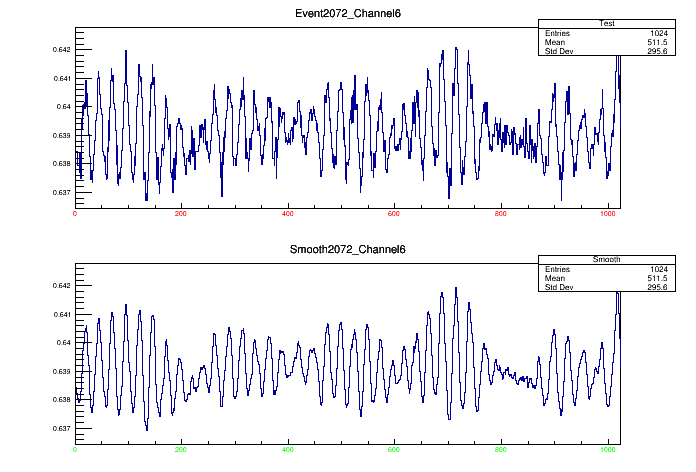 Event2072_Channel6
Test
Entries 1024
Mean 511.5
Std Dev 295.6
0.642
0.641
0.64
0.639
0.638
0.637
0 200 400 600 800 1000
Smooth2072_Channel6
Smooth
Entries 1024
Mean 511.5
Std Dev 295.6
0.642
0.641
0.64
0.639
0.638
0.637
0 200 400 600 800 1000